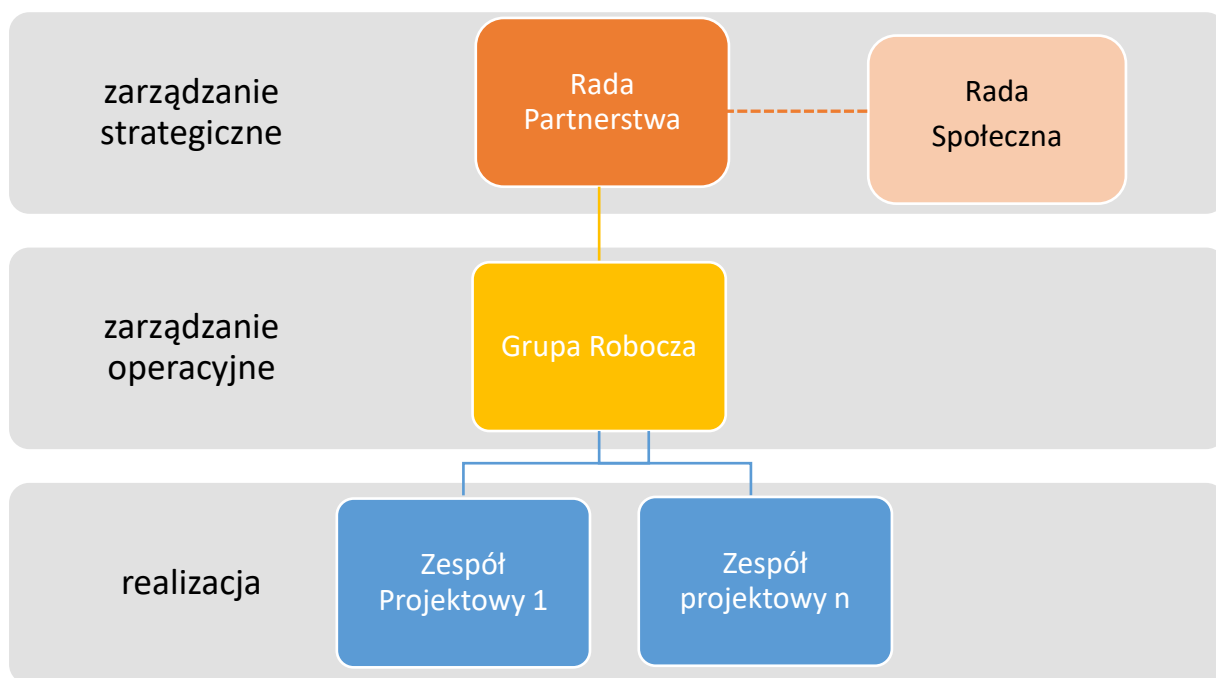 zarządzanie
strategiczne
Rada
Partnerstwa
Rada
Społeczna
zarządzanie
operacyjne
Grupa Robocza
realizacja
Zespół
Projektowy 1
Zespół
projektowy n